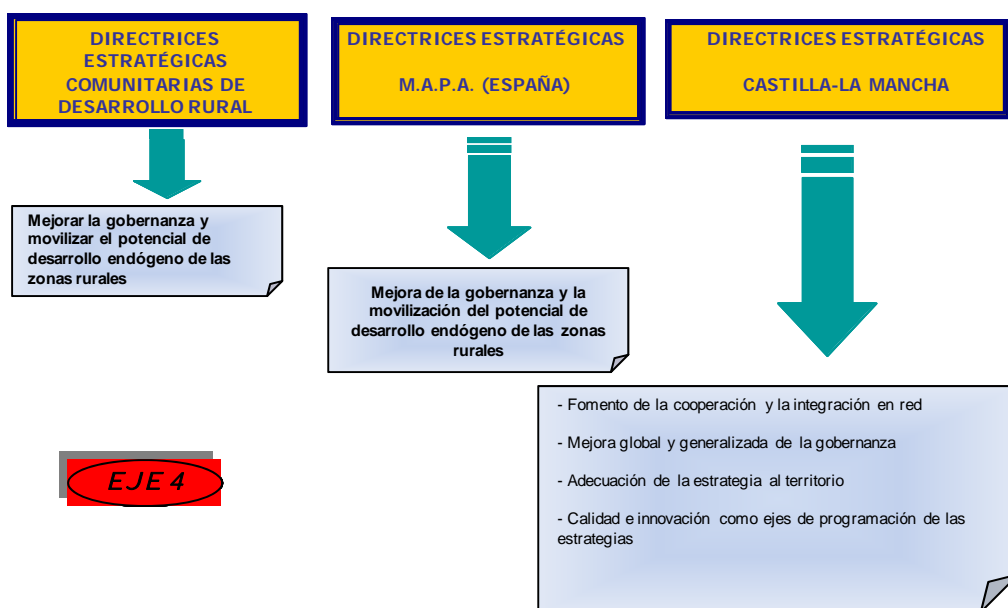 DIRECTRICES
ESTRATÉGICAS
COMUNITARIAS DE
DESARROLLO RURAL
DIRECTRICES ESTRATÉGICAS
M.A.P.A. (ESPAÑA)
DIRECTRICES ESTRATÉGICAS
CASTILLA-LA MANCHA
Mejorar la gobernanza y
movilizar el potencial de
desarrollo endógeno de las
zonas rurales
Mejora de la gobernanza y la
movilización del potencial de
desarrollo endógeno de las zonas
rurales
- Fomento de la cooperación y la integración en red
- Mejora global y generalizada de la gobernanza
- Adecuación de la estrategia al territorio
- Calidad e innovación como ejes de programación de las
estrategias
EJE 4